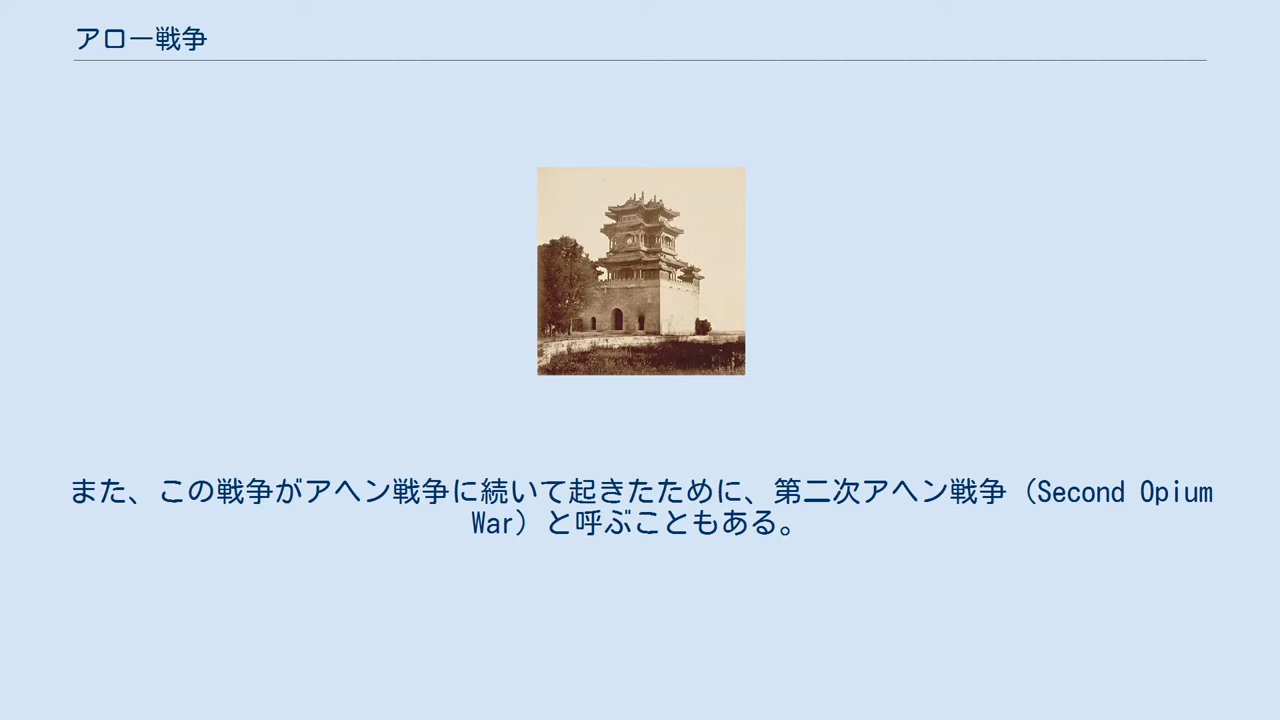 アロー戦争
また、この戦争がアヘン戦争に続いて起きたために、第二次アヘン戦争（Second Opium
War）と呼ぶこともある。